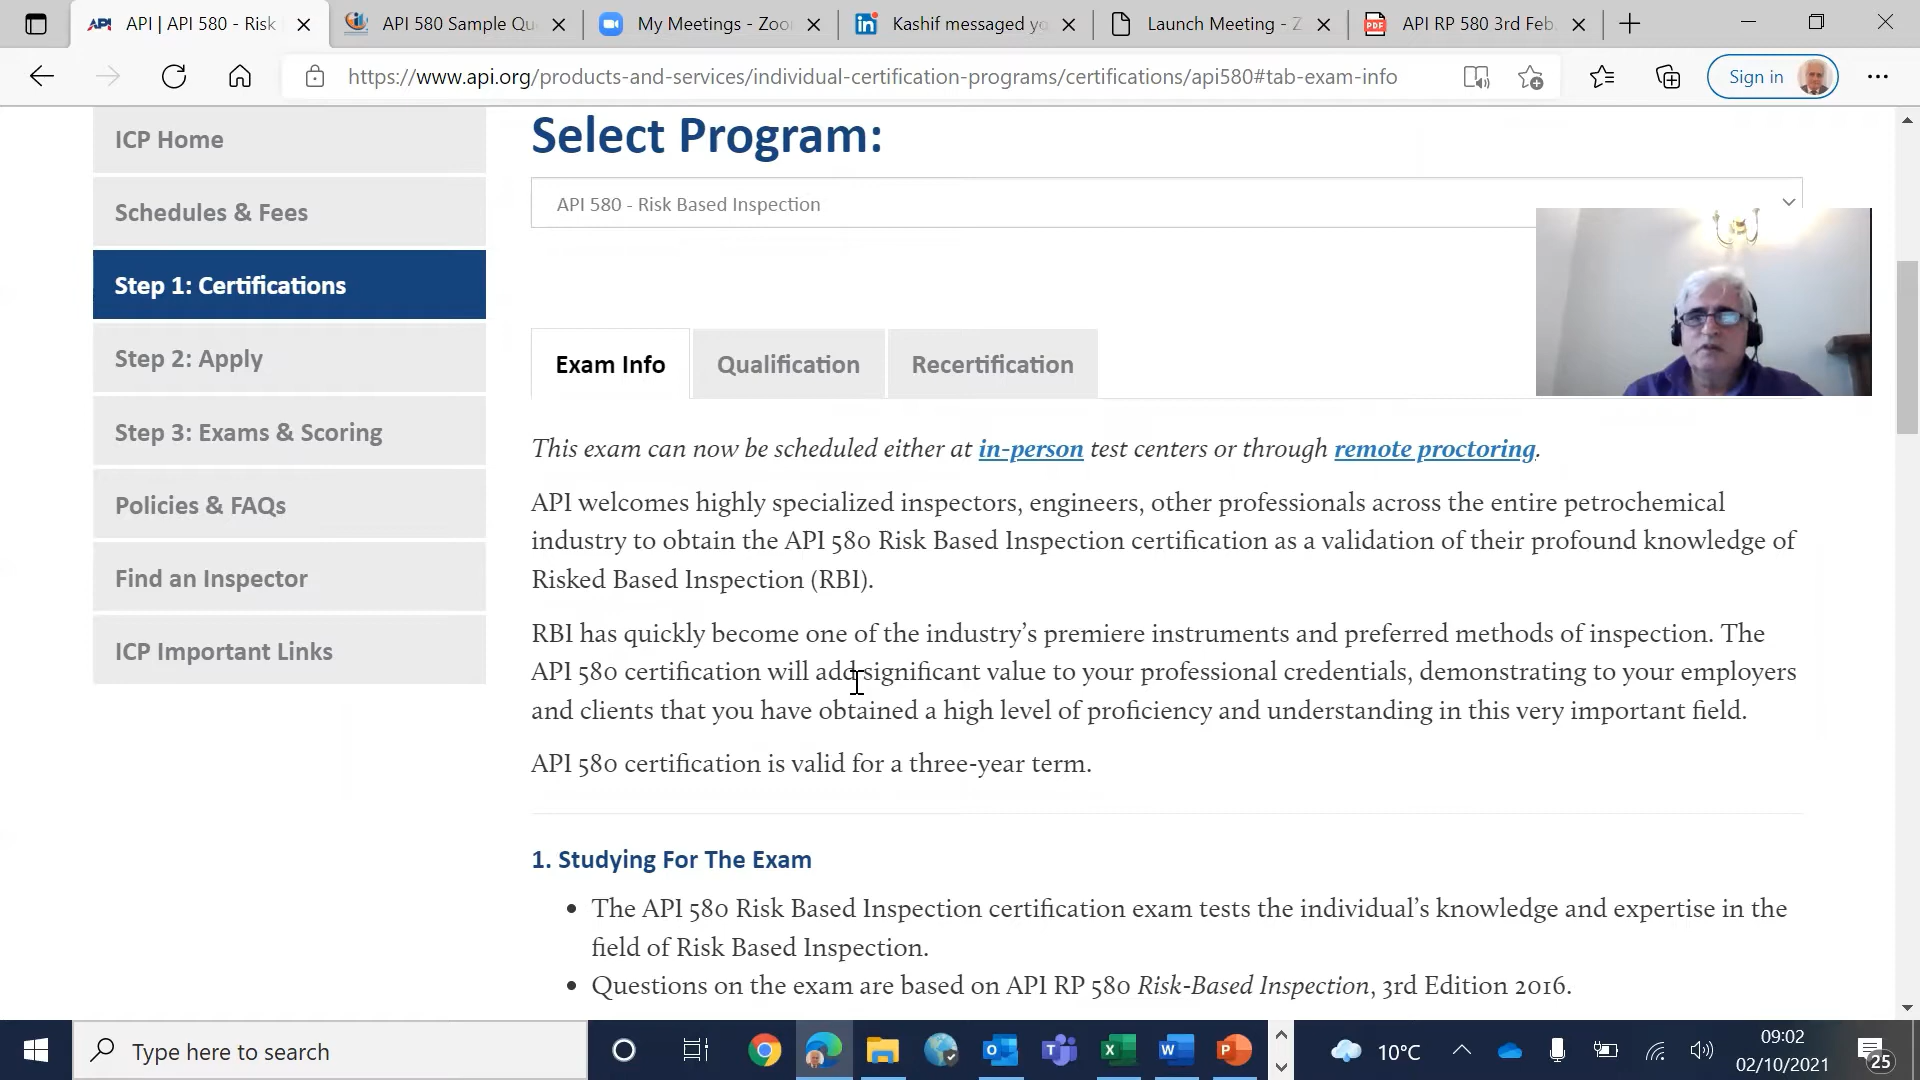 API | API 580 - Risk
API 580 Sample Qu
My Meetings - Zoo
Kashif messaged yo
Launch Meeting - Z
API RP 580 3rd Feb
https://www.api.org/products-and-services/individual-certification-programs/certifications/api580#tab-exam-info
Sign in
ICP Home
Schedules & Fees
Step 1: Certifications
Step 2: Apply
Step 3: Exams & Scoring
Policies & FAQs
Find an Inspector
ICP Important Links
Select Program:
API 580 - Risk Based Inspection
Exam Info
Qualification
Recertification
This exam can now be scheduled either at in-person test centers or through remote proctoring.
API welcomes highly specialized inspectors, engineers, other professionals across the entire petrochemical
industry to obtain the API 580 Risk Based Inspection certification as a validation of their profound knowledge of
Risked Based Inspection (RBI).
RBI has quickly become one of the industry's premiere instruments and preferred methods of inspection. The
API 580 certification will add significant value to your professional credentials, demonstrating to your employers
and clients that you have obtained a high level of proficiency and understanding in this very important field.
API 580 certification is valid for a three-year term.
1. Studying For The Exam
• The API 580 Risk Based Inspection certification exam tests the individual's knowledge and expertise in the
field of Risk Based Inspection.
• Questions on the exam are based on API RP 580 Risk-Based Inspection, 3rd Edition 2016.
Type here to search
10°C
09:02
02/10/2021
25